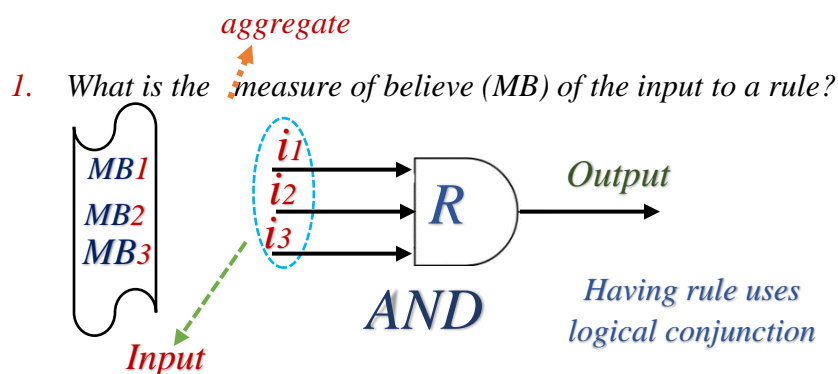 aggregate
1. What is the measure of believe (MB) of the input to a rule?
MB1
MB2
MB3
i1
i2
i3
R
Output
AND
Having rule uses
logical conjunction
Input